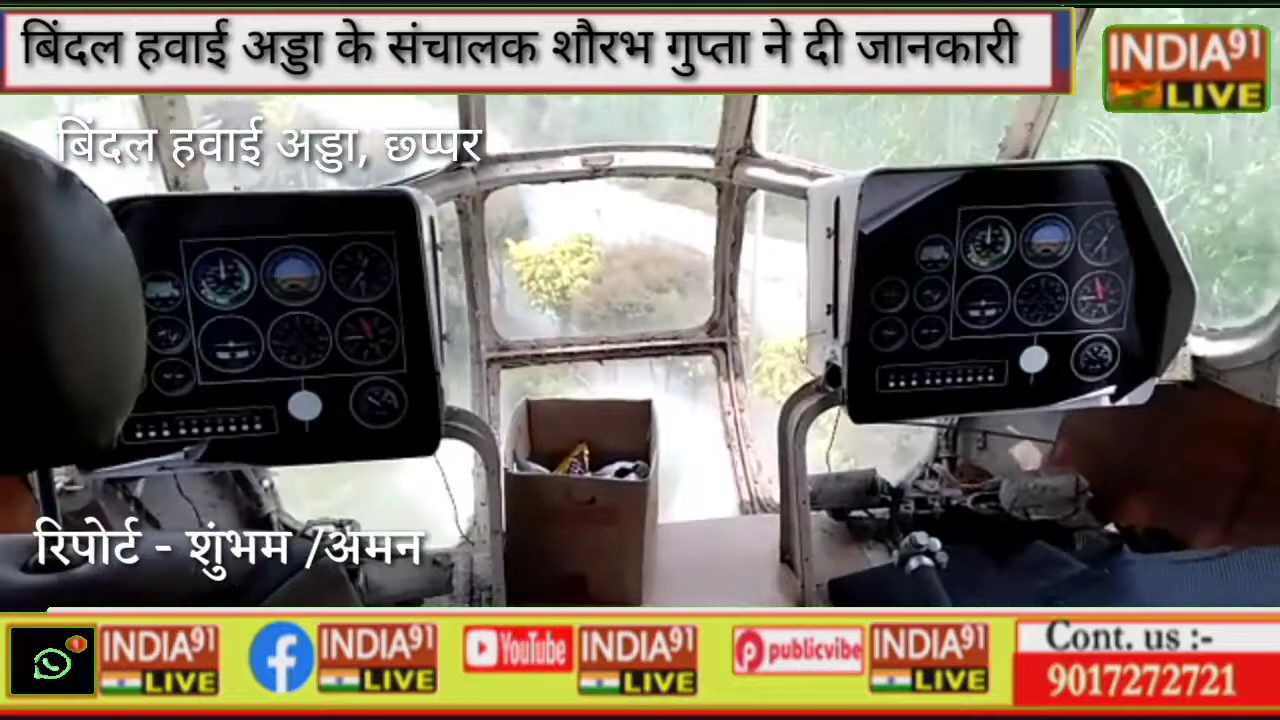 बिंदल हवाई अड्डा के संचालक शौरभ गुप्ता ने दी जानकारी
INDIA91
LIVE
बिंदल हवाई अड्डा, छप्पर
रिपोर्ट - शुंभम /अमन
INDIA91
LIVE
INDIA91
LIVE
YouTube
INDIA91
LIVE
publicvibe
INDIA91
LIVE
Cont. us :-
9017272721